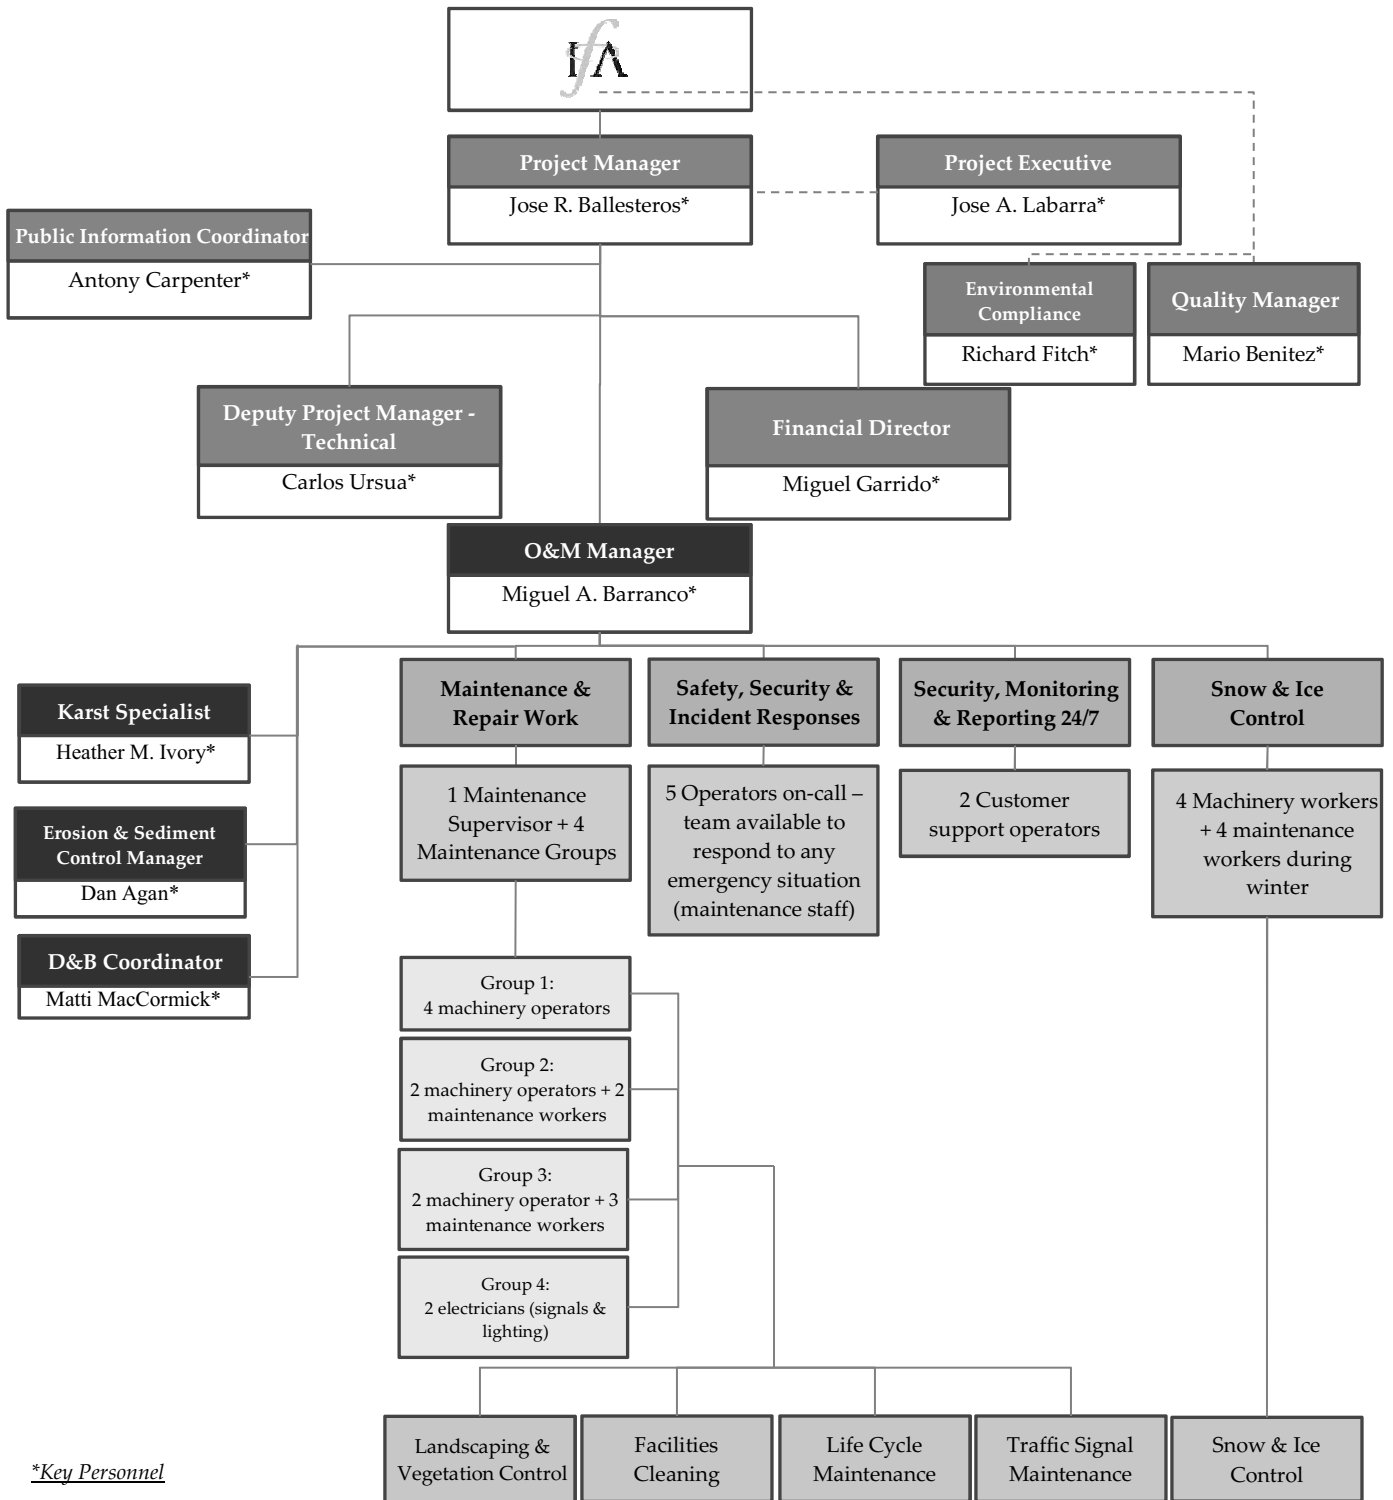 IfA
Project Manager
Jose R. Ballesteros*
Project Executive
Jose A. Labarra*
Public Information Coordinator
Antony Carpenter*
Environmental
Compliance
Richard Fitch*
Quality Manager
Mario Benitez*
Deputy Project Manager -
Technical
Carlos Ursua*
Financial Director
Miguel Garrido*
O&M Manager
Miguel A. Barranco*
Karst Specialist
Heather M. Ivory*
Erosion & Sediment
Control Manager
Dan Agan*
D&B Coordinator
Matti MacCormick*
Maintenance &
Repair Work
1 Maintenance
Supervisor + 4
Maintenance Groups
Safety, Security &
Incident Responses
5 Operators on-call –
team available to
respond to any
emergency situation
(maintenance staff)
Security, Monitoring
& Reporting 24/7
2 Customer
support operators
Snow & Ice
Control
4 Machinery workers
+ 4 maintenance
workers during
winter
Group 1:
4 machinery operators
Group 2:
2 machinery operators + 2
maintenance workers
Group 3:
2 machinery operator + 3
maintenance workers
Group 4:
2 electricians (signals &
lighting)
Landscaping &
Vegetation Control
Facilities
Cleaning
Life Cycle
Maintenance
Traffic Signal
Maintenance
Snow & Ice
Control
*Key Personnel